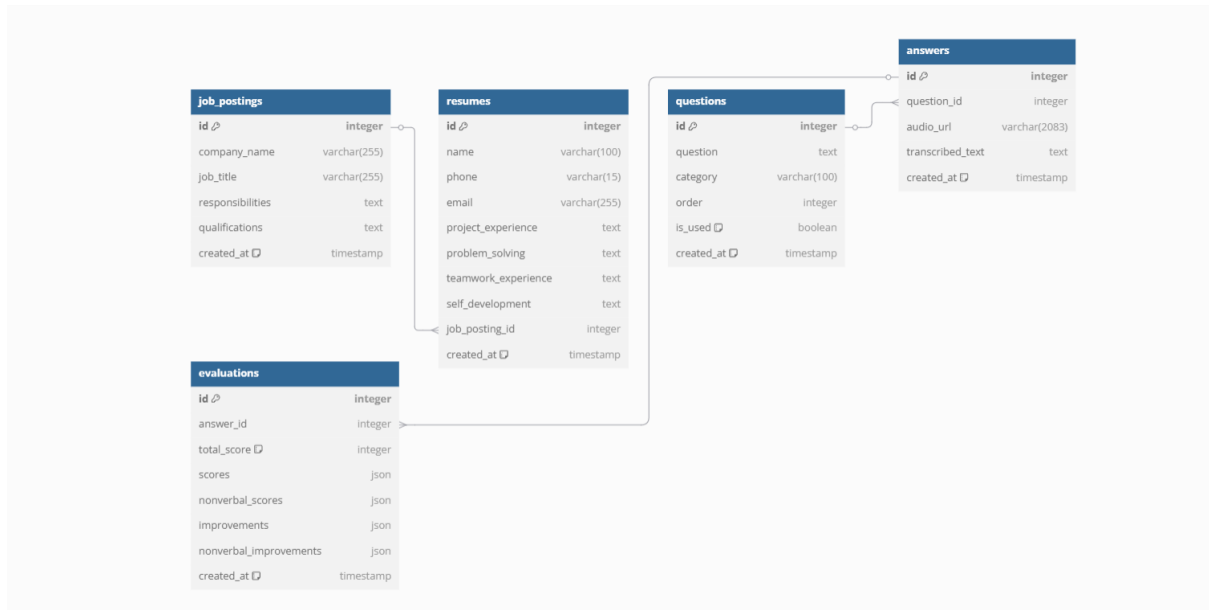 job_postings
id integer
company_name varchar(255)
job_title varchar(255)
responsibilities text
qualifications text
created_at timestamp
resumes
id integer
name varchar(100)
phone varchar(15)
email varchar(255)
project_experience text
problem_solving text
teamwork_experience text
self_development text
job_posting_id integer
created_at timestamp
questions
id integer
question text
category varchar(100)
order integer
is_used boolean
created_at timestamp
answers
id integer
question_id integer
audio_url varchar(2083)
transcribed_text text
created_at timestamp
evaluations
id integer
answer_id integer
total_score integer
scores json
nonverbal_scores json
improvements json
nonverbal_improvements json
created_at timestamp